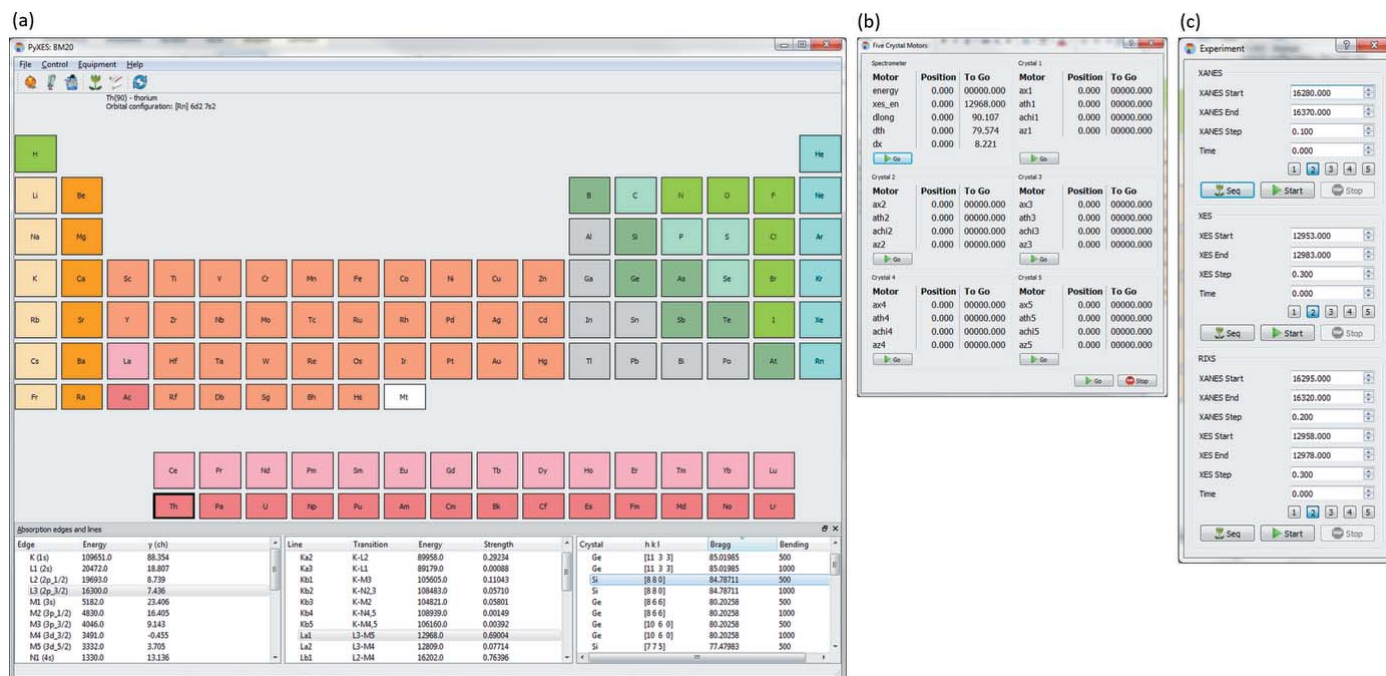 (a)
PyXES: BM20
File Control Equipment Help
Th(90) - thorium
Orbital configuration: [Rn] 6d2 7s2
H He
Li Be B C N O F Ne
Na Mg Al Si P S Cl Ar
K Ca Sc Ti V Cr Mn Fe Co Ni Cu Zn Ga Ge As Se Br Kr
Rb Sr Y Zr Nb Mo Tc Ru Rh Pd Ag Cd In Sn Sb Te I Xe
Cs Ba La Hf Ta W Re Os Ir Pt Au Hg Tl Pb Bi Po At Rn
Fr Ra Ac Rf Db Sg Bh Hs Mt
Ce Pr Nd Pm Sm Eu Gd Tb Dy Ho Er Tm Yb Lu
Th Pa U Np Pu Am Cm Bk Cf Es Fm Md No Lr
Absorption edges and lines
Edge Energy γ (ch)
K (1s) 109651.0 88.354
L1 (2s) 20472.0 18.807
L2 (2p_1/2) 19693.0 8.739
L3 (2p_3/2) 16300.0 7.436
M1 (3s) 5182.0 23.406
M2 (3p_1/2) 4830.0 16.405
M3 (3p_3/2) 4046.0 9.143
M4 (3d_3/2) 3491.0 -0.455
M5 (3d_5/2) 3332.0 3.705
N1 (4s) 1330.0 13.136
Line Transition Energy Strength
Ka2 K-L2 89958.0 0.29234
Ka3 K-L1 89179.0 0.00088
Kb1 K-M3 105605.0 0.11043
Kb2 K-N2,3 108483.0 0.05710
Kb3 K-M2 104821.0 0.05801
Kb4 K-N4,5 108939.0 0.00149
Kb5 K-M4,5 106160.0 0.00392
La1 L3-M5 12968.0 0.69004
La2 L3-M4 12809.0 0.07714
Lb1 L2-M4 16202.0 0.76396
Crystal h k l Bragg Bending
Ge [11 3 3] 85.01985 500
Ge [11 3 3] 85.01985 1000
Si [8 8 0] 84.78711 500
Si [8 8 0] 84.78711 1000
Ge [8 6 6] 80.20258 500
Ge [8 6 6] 80.20258 1000
Ge [10 6 0] 80.20258 500
Ge [10 6 0] 80.20258 1000
Si [7 7 5] 77.47983 500
(b)
Five Crystal Motors
Spectrometer
Motor Position To Go
energy 0.000 00000.000
xes_en 0.000 12968.000
dlong 0.000 90.107
dth 0.000 79.574
dx 0.000 8.221
Go
Crystal 1
Motor Position To Go
ax1 0.000 00000.000
ath1 0.000 00000.000
achi1 0.000 00000.000
az1 0.000 00000.000
Go
Crystal 2
Motor Position To Go
ax2 0.000 00000.000
ath2 0.000 00000.000
achi2 0.000 00000.000
az2 0.000 00000.000
Go
Crystal 3
Motor Position To Go
ax3 0.000 00000.000
ath3 0.000 00000.000
achi3 0.000 00000.000
az3 0.000 00000.000
Go
Crystal 4
Motor Position To Go
ax4 0.000 00000.000
ath4 0.000 00000.000
achi4 0.000 00000.000
az4 0.000 00000.000
Go
Crystal 5
Motor Position To Go
ax5 0.000 00000.000
ath5 0.000 00000.000
achi5 0.000 00000.000
az5 0.000 00000.000
Go
Go Stop
(c)
Experiment
XANES
XANES Start 16280.000
XANES End 16370.000
XANES Step 0.100
Time 0.000
1 2 3 4 5
Seq Start Stop
XES
XES Start 12953.000
XES End 12983.000
XES Step 0.300
Time 0.000
1 2 3 4 5
Seq Start Stop
RIXS
XANES Start 16295.000
XANES End 16320.000
XANES Step 0.200
XES Start 12958.000
XES End 12978.000
XES Step 0.300
Time 0.000
1 2 3 4 5
Seq Start Stop